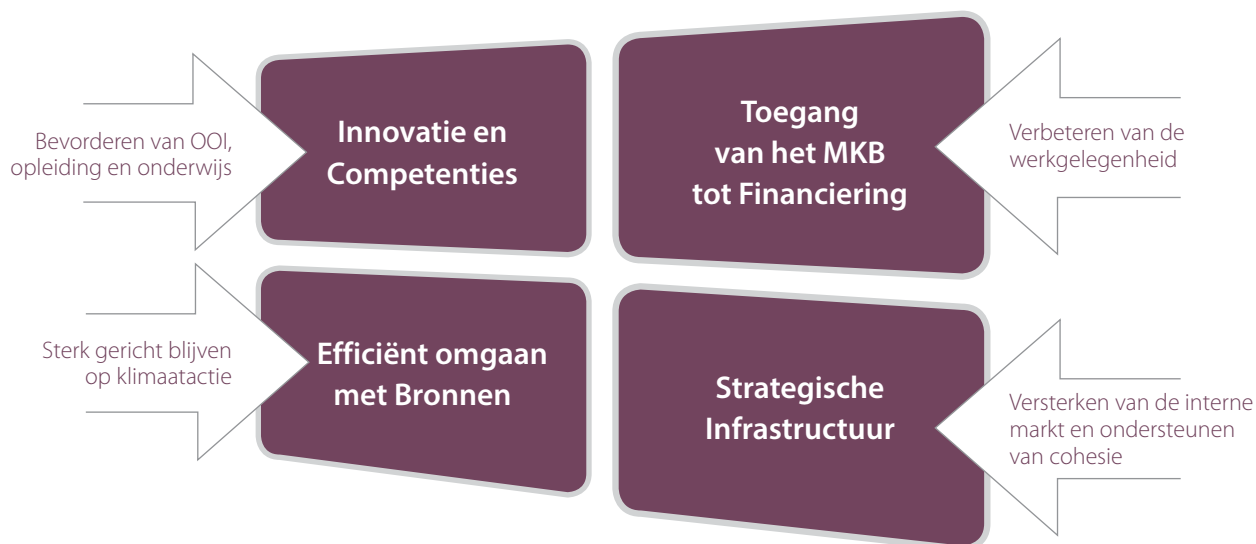 Bevorderen van OOI,
opleiding en onderwijs
Innovatie en
Competenties
Toegang
van het MKB
tot Financiering
Verbeteren van de
werkgelegenheid
Sterk gericht blijven
op klimaatactie
Efficiënt omgaan
met Bronnen
Strategische
Infrastructuur
Versterken van de interne
markt en ondersteunen
van cohesie